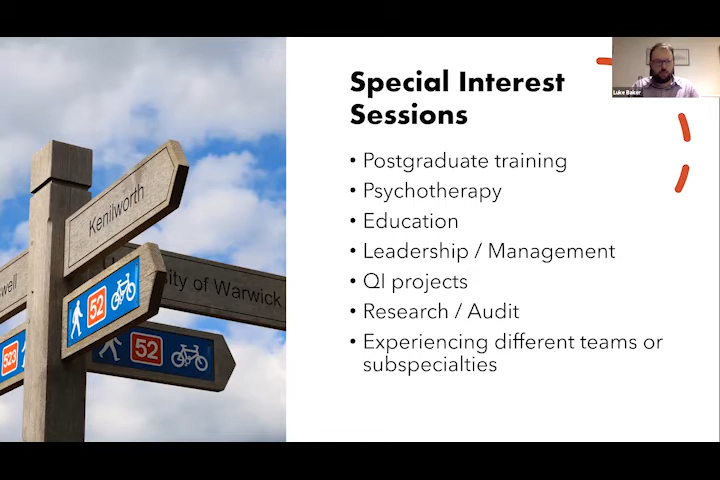 Special Interest
Sessions
Luke Baker
• Postgraduate training
• Psychotherapy
• Education
• Leadership / Management
• QI projects
• Research / Audit
• Experiencing different teams or
subspecialties
Kenilworth
of Warwick
52
52